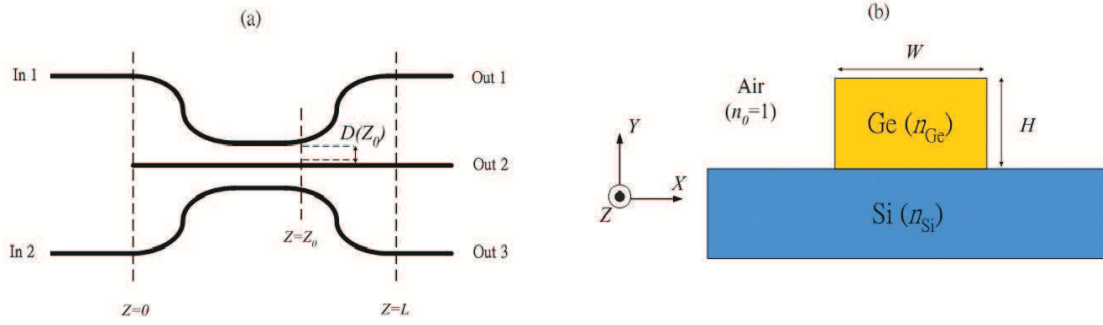 (a)
In 1
Out 1
D(Z₀)
Out 2
Z=Z₀
In 2
Out 3
Z=0
Z=L
(b)
W
Air
(n₀=1)
Ge (nGe)
H
Y
X
Z
Si (nSi)